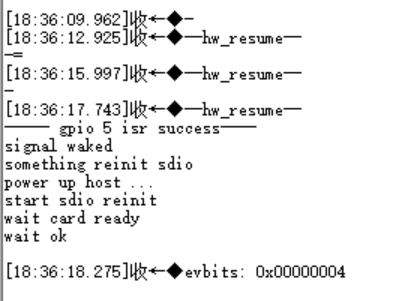 [18:36:09.962]收←◆—
[18:36:12.925]收←◆——hw_resume——
—=
[18:36:15.997]收←◆——hw_resume——
—
[18:36:17.743]收←◆——hw_resume——
———— gpio 5 isr success————
signal waked
something reinit sdio
power up host ...
start sdio reinit
wait card ready
wait ok
[18:36:18.275]收←◆evbits: 0x00000004